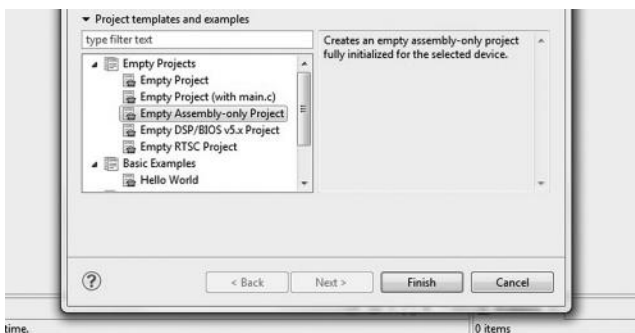 Project templates and examples
type filter text
Empty Projects
Empty Project
Empty Project (with main.c)
Empty Assembly-only Project
Empty DSP/BIOS v5.x Project
Empty RTSC Project
Basic Examples
Hello World
Creates an empty assembly-only project
fully initialized for the selected device.
?
< Back
Next >
Finish
Cancel
time.
0 items